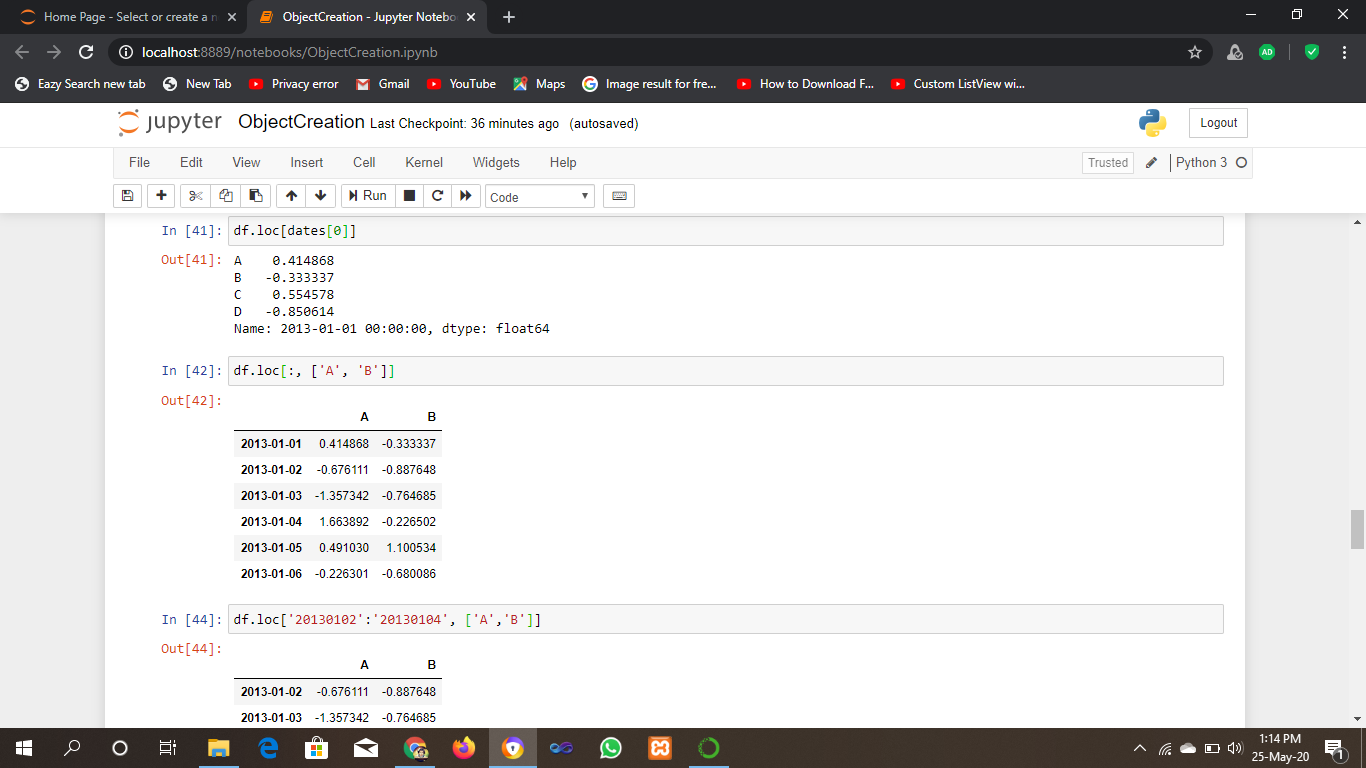 Home Page - Select or create a n
ObjectCreation - Jupyter Notebo
localhost:8889/notebooks/ObjectCreation.ipynb
AD
Eazy Search new tab New Tab Privacy error Gmail YouTube Maps Image result for fre... How to Download F... Custom ListView wi...
jupyter ObjectCreation Last Checkpoint: 36 minutes ago (autosaved) Logout
File Edit View Insert Cell Kernel Widgets Help Trusted Python 3
Run Code
In [41]: df.loc[dates[0]]
Out[41]: A 0.414868
B -0.333337
C 0.554578
D -0.850614
Name: 2013-01-01 00:00:00, dtype: float64
In [42]: df.loc[:, ['A', 'B']]
Out[42]:
A B
2013-01-01 0.414868 -0.333337
2013-01-02 -0.676111 -0.887648
2013-01-03 -1.357342 -0.764685
2013-01-04 1.663892 -0.226502
2013-01-05 0.491030 1.100534
2013-01-06 -0.226301 -0.680086
In [44]: df.loc['20130102':'20130104', ['A','B']]
Out[44]:
A B
2013-01-02 -0.676111 -0.887648
2013-01-03 -1.357342 -0.764685
1:14 PM
25-May-20
1